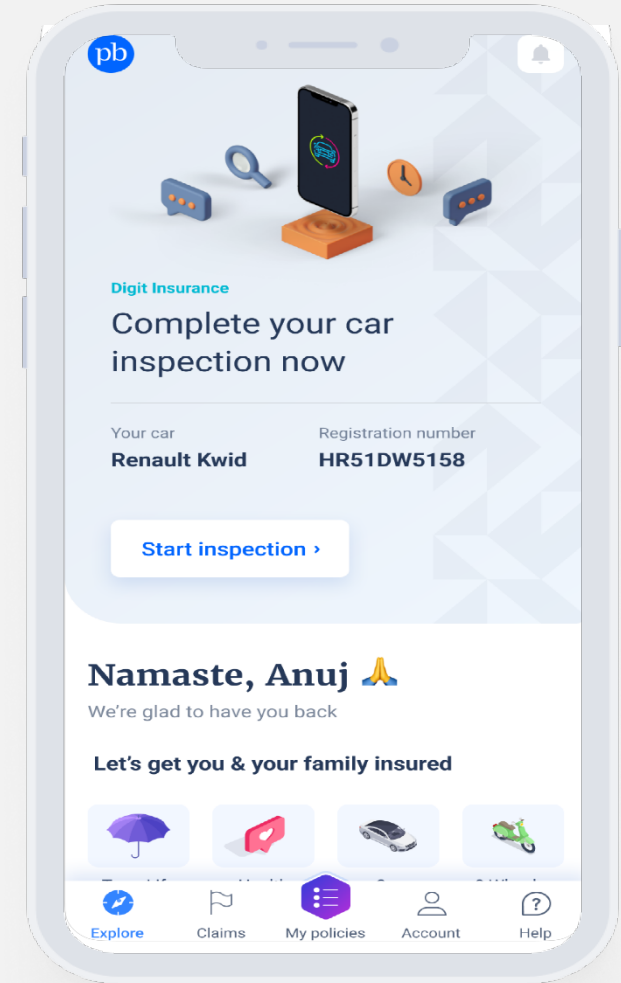 pb
Digit Insurance
Complete your car
inspection now
Your car
Registration number
Renault Kwid
HR51DW5158
Start inspection ›
Namaste, Anuj 🙏
We're glad to have you back
Let's get you & your family insured
Explore
Claims
My policies
Account
Help